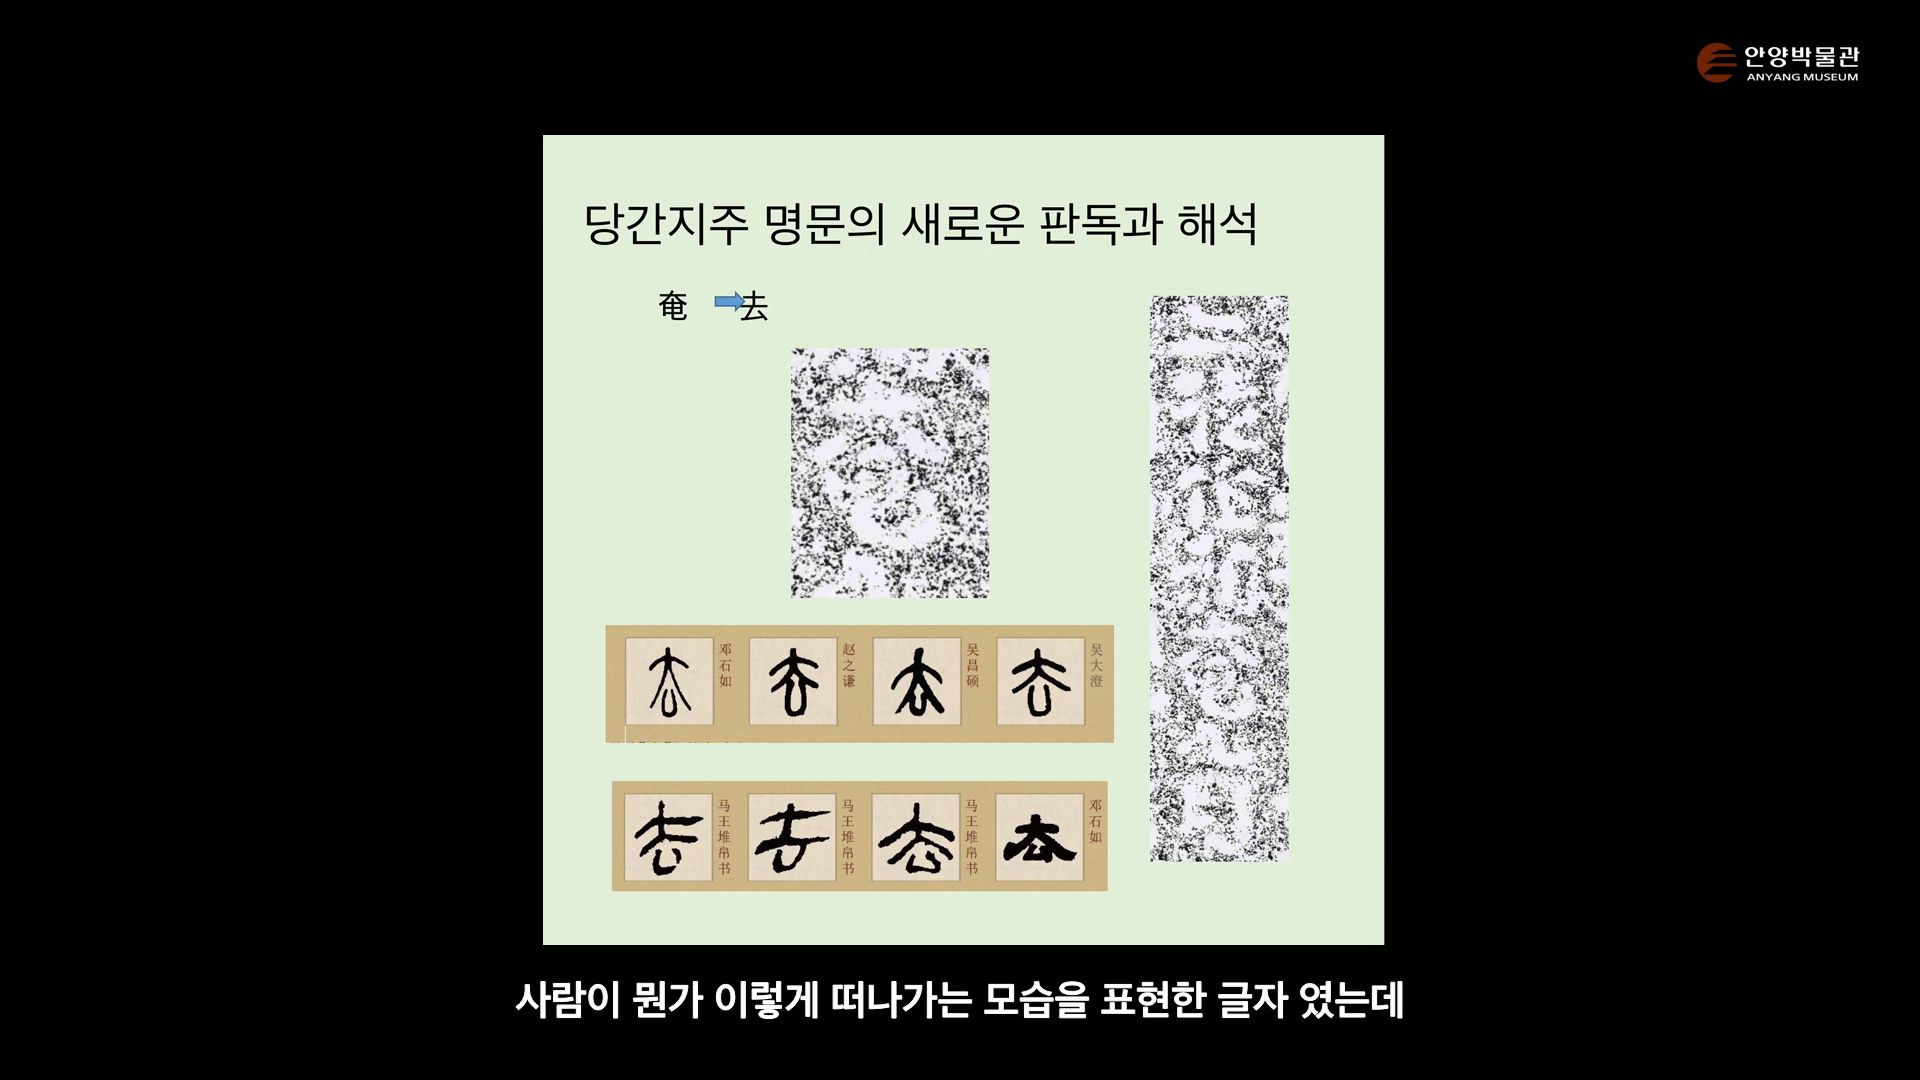 안양박물관
ANYANG MUSEUM
당간지주 명문의 새로운 판독과 해석
奄 去
邓石如
赵之谦
吴昌硕
吴大澄
马王堆帛书
马王堆帛书
马王堆帛书
邓石如
사람이 뭔가 이렇게 떠나가는 모습을 표현한 글자 였는데